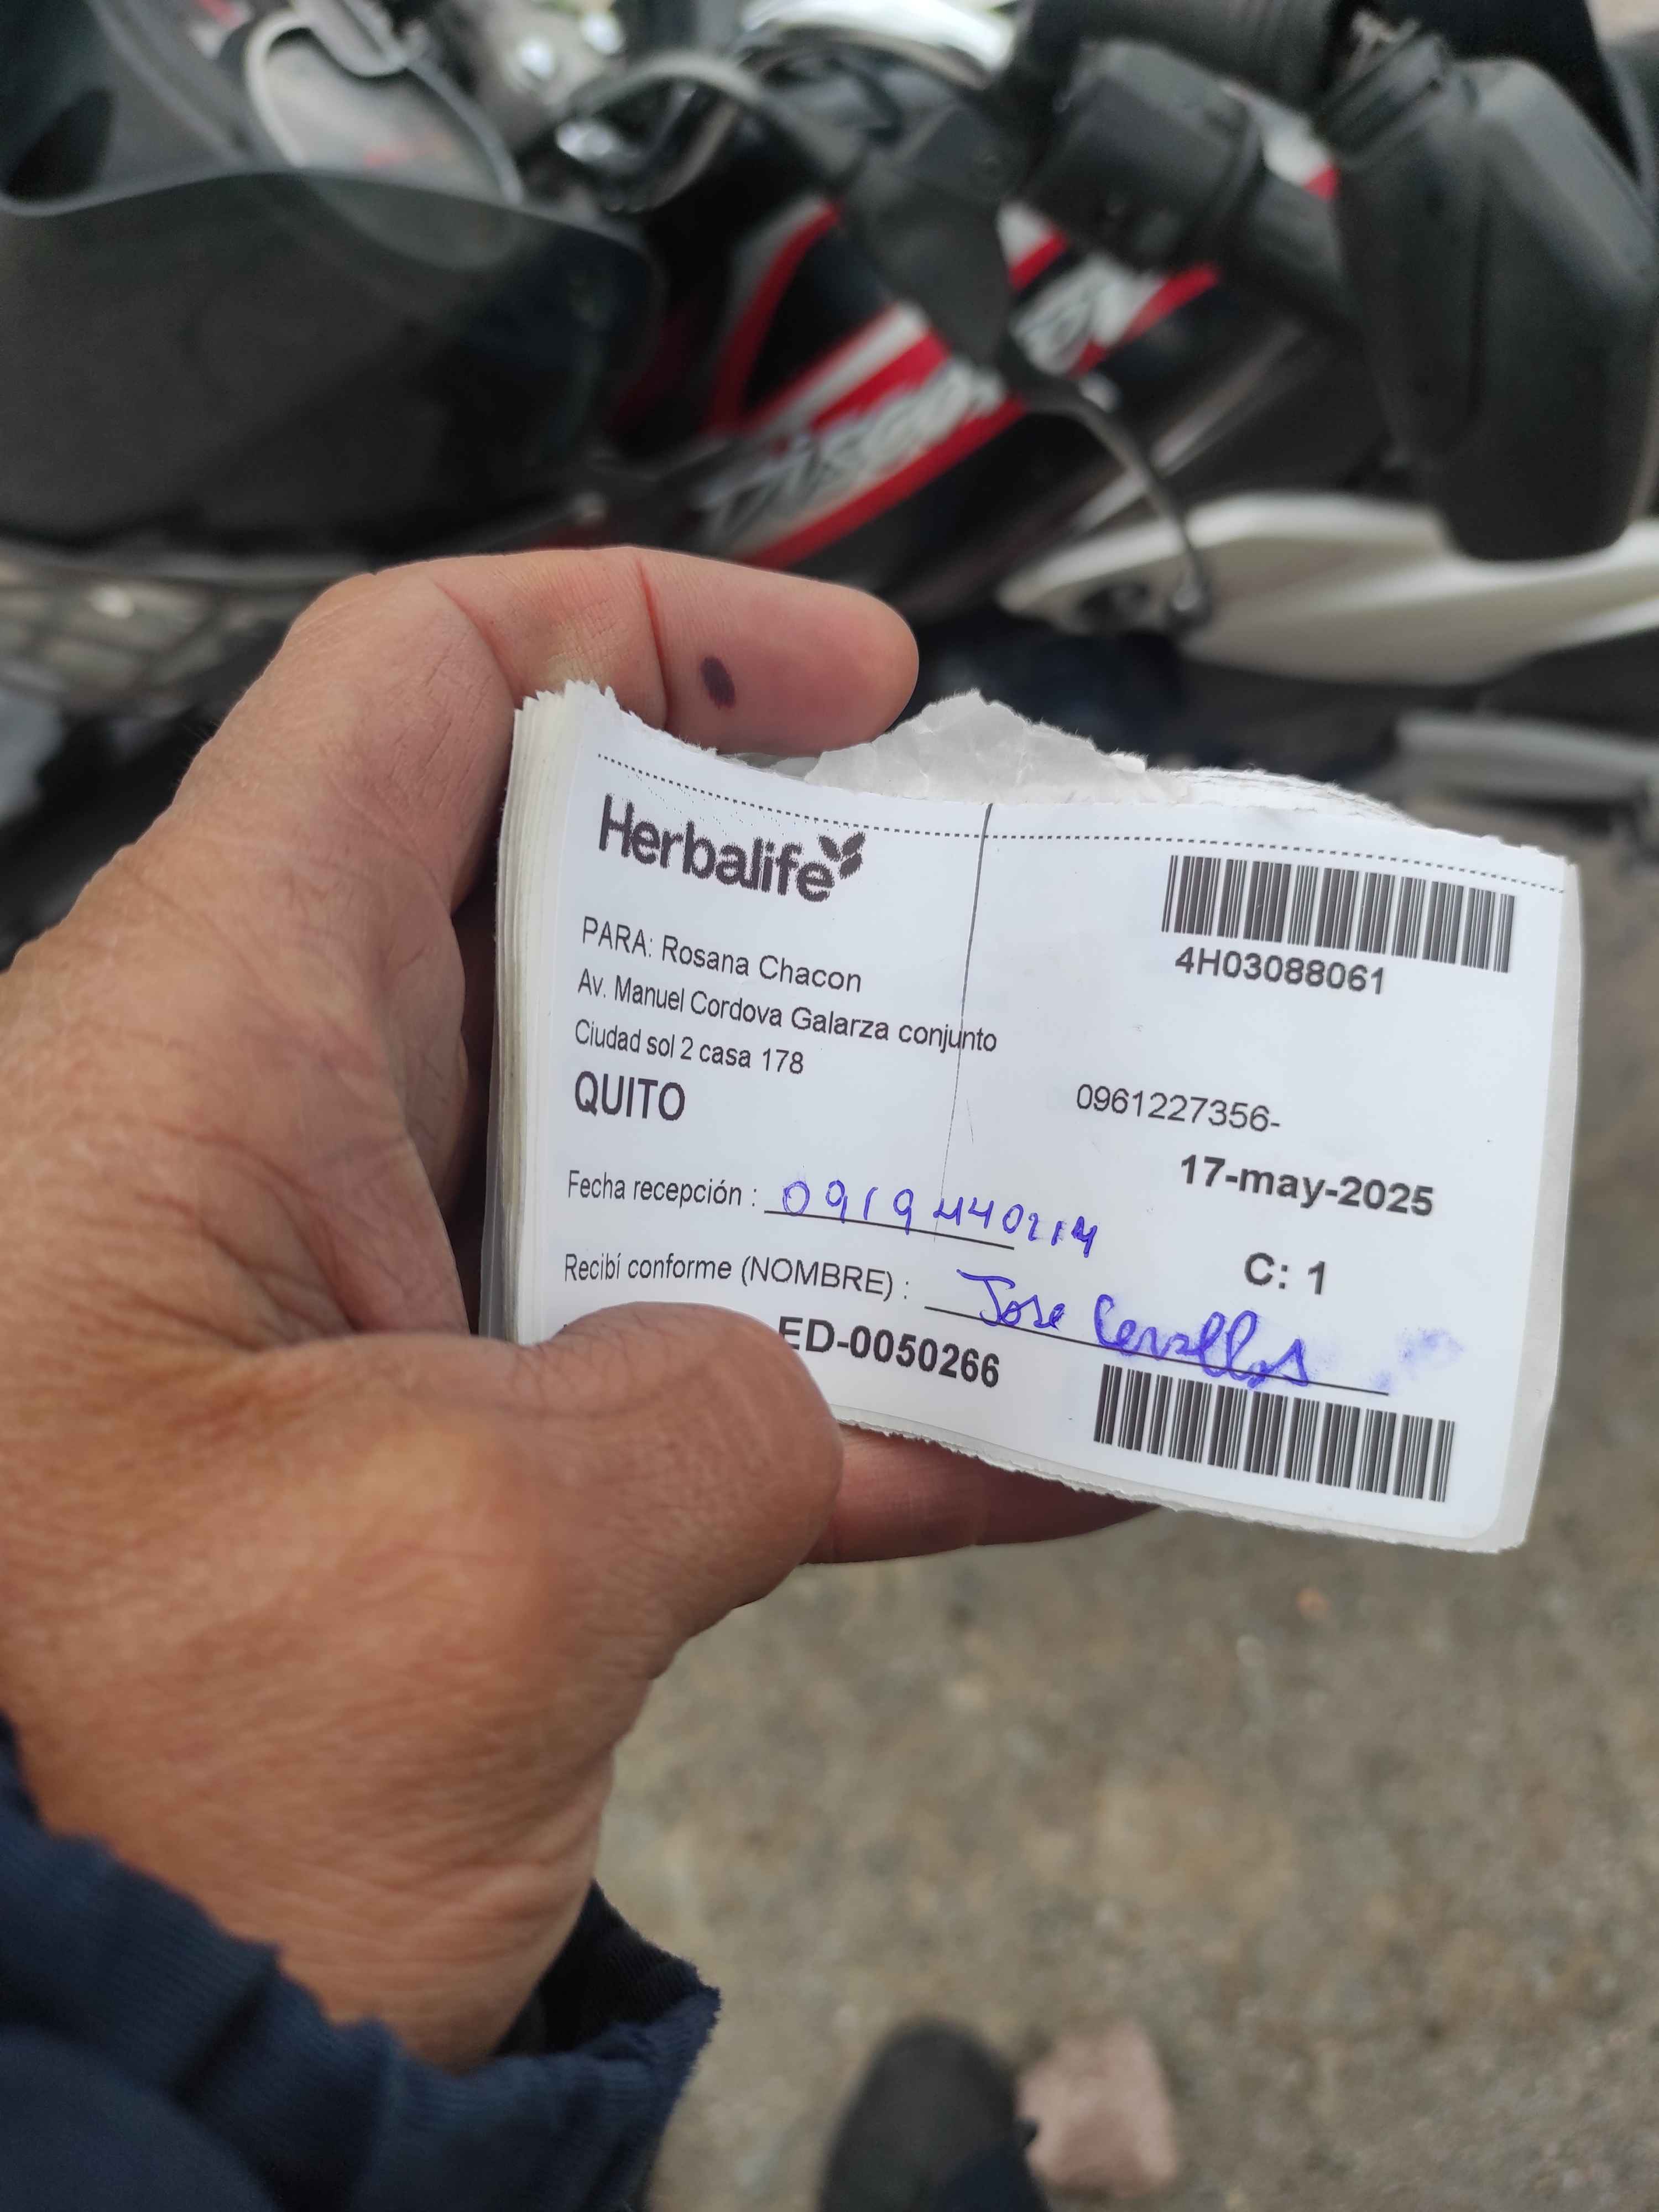 Herbalife
4H03088061
PARA: Rosana Chacon
Av. Manuel Cordova Galarza conjunto
Ciudad sol 2 casa 178
QUITO
0961227356-
17-may-2025
Fecha recepción : 0919440214
C: 1
Recibí conforme (NOMBRE) : Jose Cevallos
ED-0050266